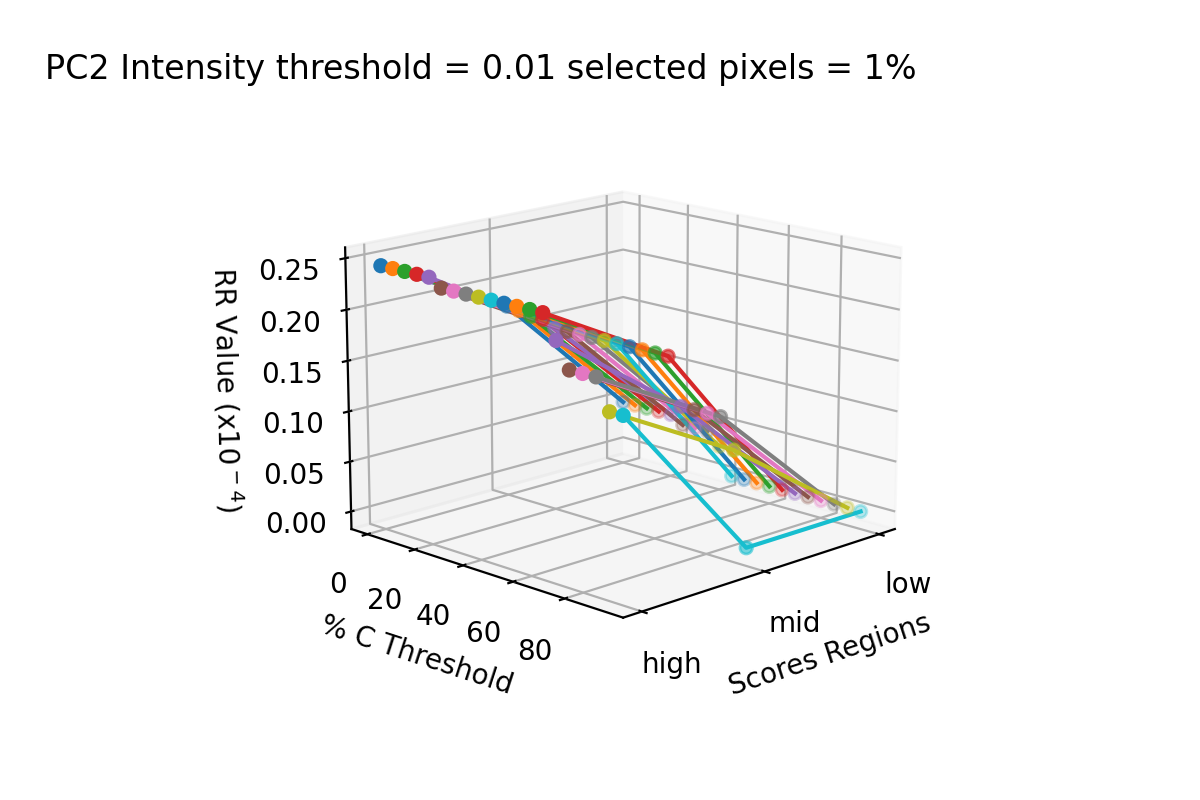 PC2 Intensity threshold = 0.01 selected pixels = 1%
RR Value (x10⁻⁴)
0.25
0.20
0.15
0.10
0.05
0.00
0
20
40
60
80
% C Threshold
high
mid
low
Scores Regions